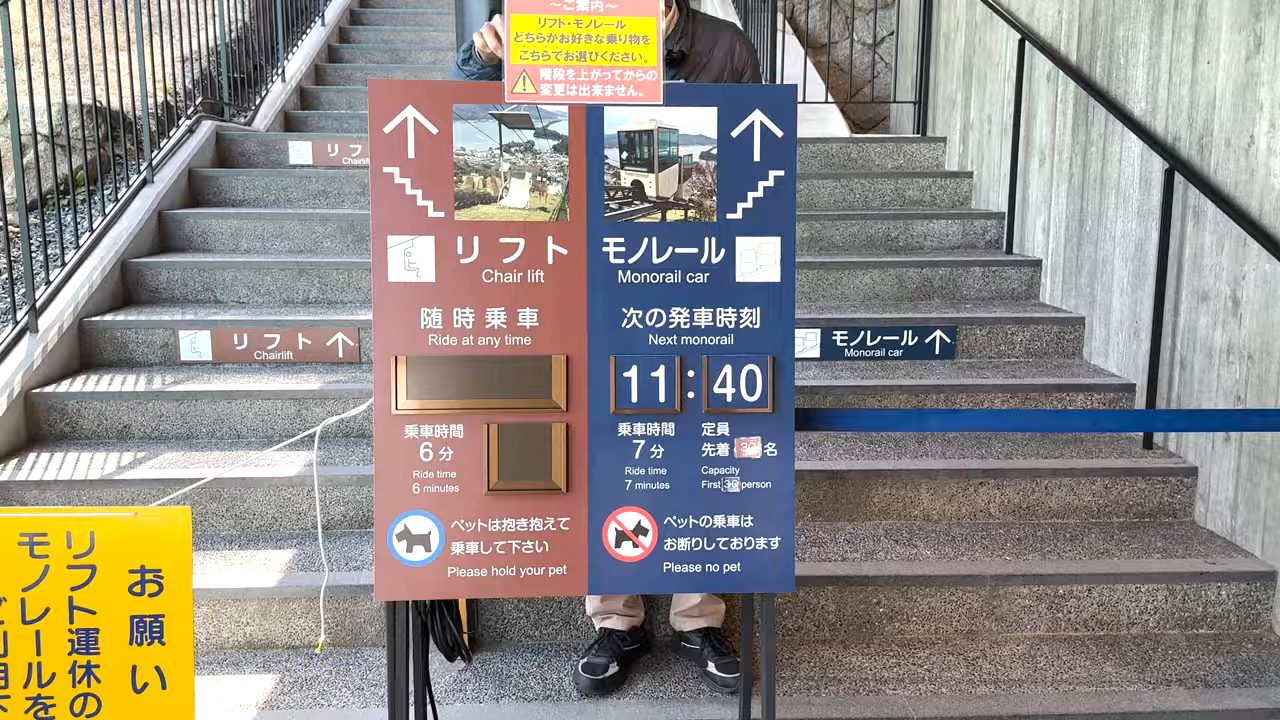 〜ご案内〜
リフト・モノレール
どちらかお好きな乗り物を
こちらでお選びください。
階段を上がってからの
変更は出来ません。
リフト
Chair lift
随時乗車
Ride at any time
乗車時間
6分
Ride time
6 minutes
ペットは抱き抱えて
乗車して下さい
Please hold your pet
モノレール
Monorail car
次の発車時刻
Next monorail
11:40
乗車時間
7分
Ride time
7 minutes
定員
先着 名
Capacity
First 30 person
ペットの乗車は
お断りしております
Please no pet
リフ
Chairli
リフト
Chairlift
モノレール
Monorail car
お願い
リフト運休の
モノレールを